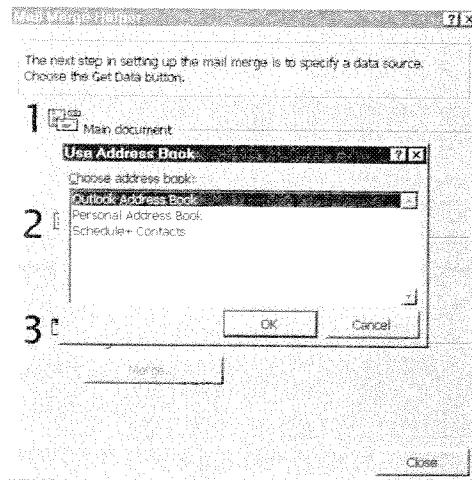 Mail Merge Helper
The next step in setting up the mail merge is to specify a data source.
Choose the Get Data button.
1
Main document
Use Address Book
Choose address book:
Outlook Address Book
Personal Address Book
Schedule+ Contacts
2
OK
Cancel
3
Merge...
Close